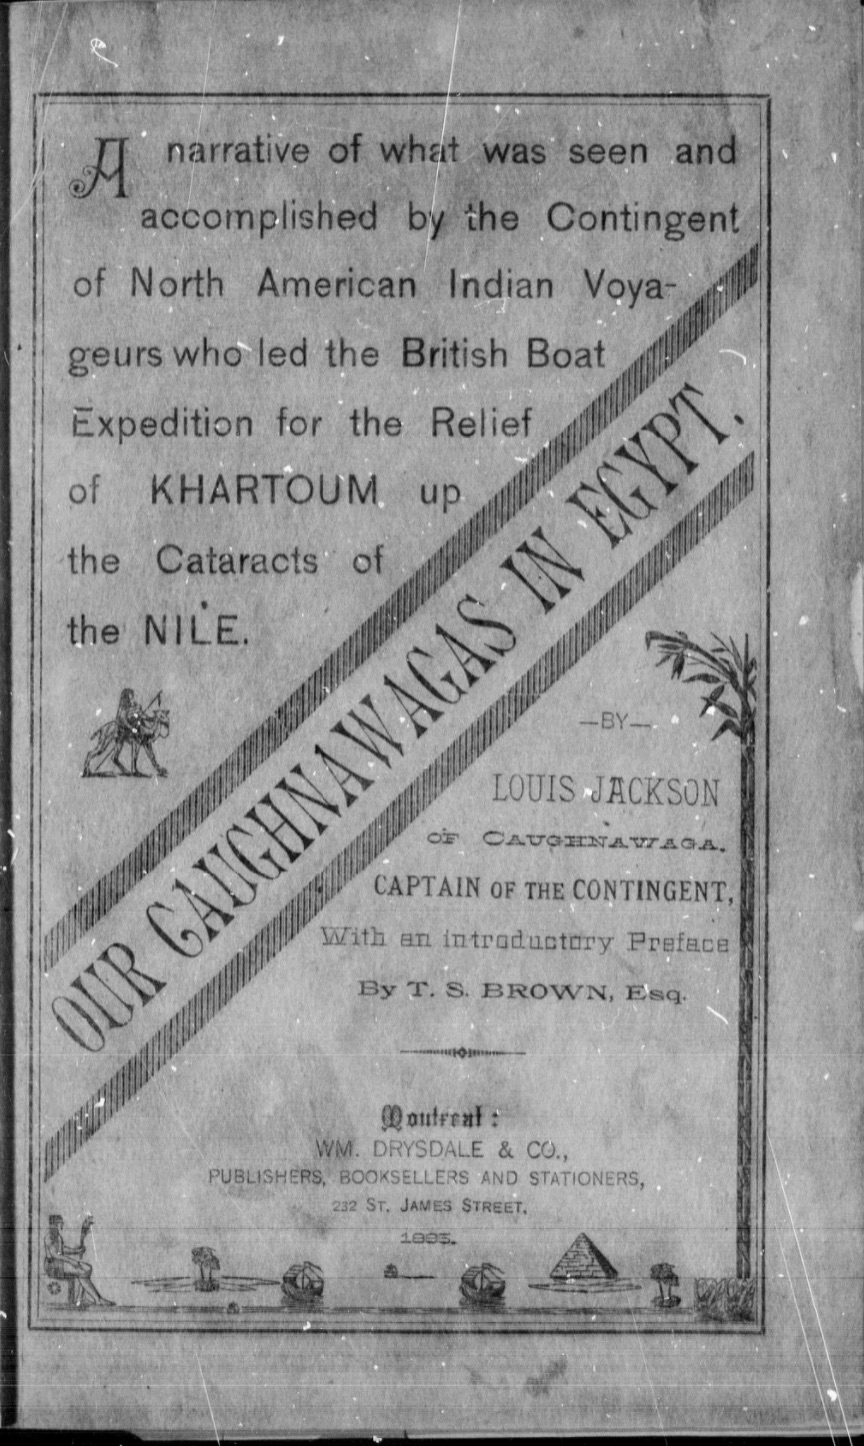 A narrative of what was seen and
accomplished by the Contingent
of North American Indian Voya-
geurs who led the British Boat
Expedition for the Relief
of KHARTOUM up
the Cataracts of
the NILE.
OUR CAUGHNAWAGAS IN EGYPT.
—BY—
LOUIS JACKSON
OF CAUGHNAWAGA,
CAPTAIN OF THE CONTINGENT,
With an introductory Preface
By T. S. BROWN, Esq.
Montreal:
WM. DRYSDALE & CO.,
PUBLISHERS, BOOKSELLERS AND STATIONERS,
232 ST. JAMES STREET.
1885.